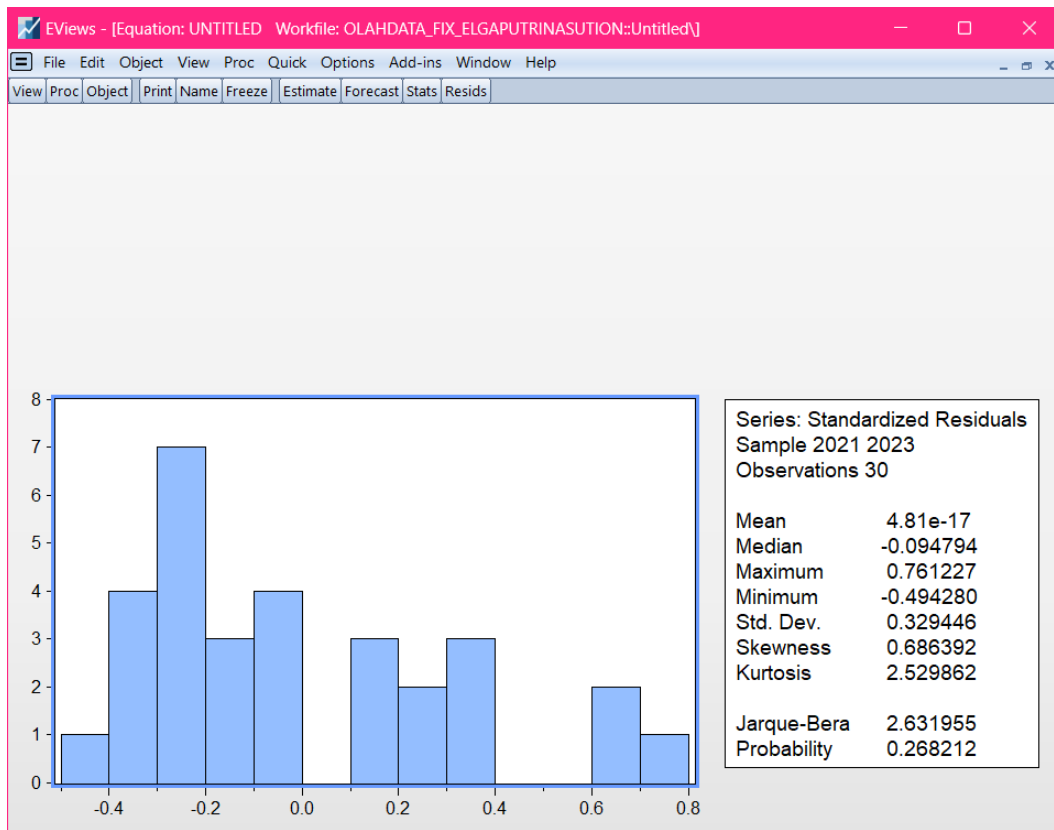 EViews - [Equation: UNTITLED Workfile: OLAHDATA_FIX_ELGAPUTRINASUTION::Untitled\]
File Edit Object View Proc Quick Options Add-ins Window Help
View Proc Object Print Name Freeze Estimate Forecast Stats Resids
8
7
6
5
4
3
2
1
0
-0.4 -0.2 0.0 0.2 0.4 0.6 0.8
Series: Standardized Residuals
Sample 2021 2023
Observations 30
Mean 4.81e-17
Median -0.094794
Maximum 0.761227
Minimum -0.494280
Std. Dev. 0.329446
Skewness 0.686392
Kurtosis 2.529862
Jarque-Bera 2.631955
Probability 0.268212